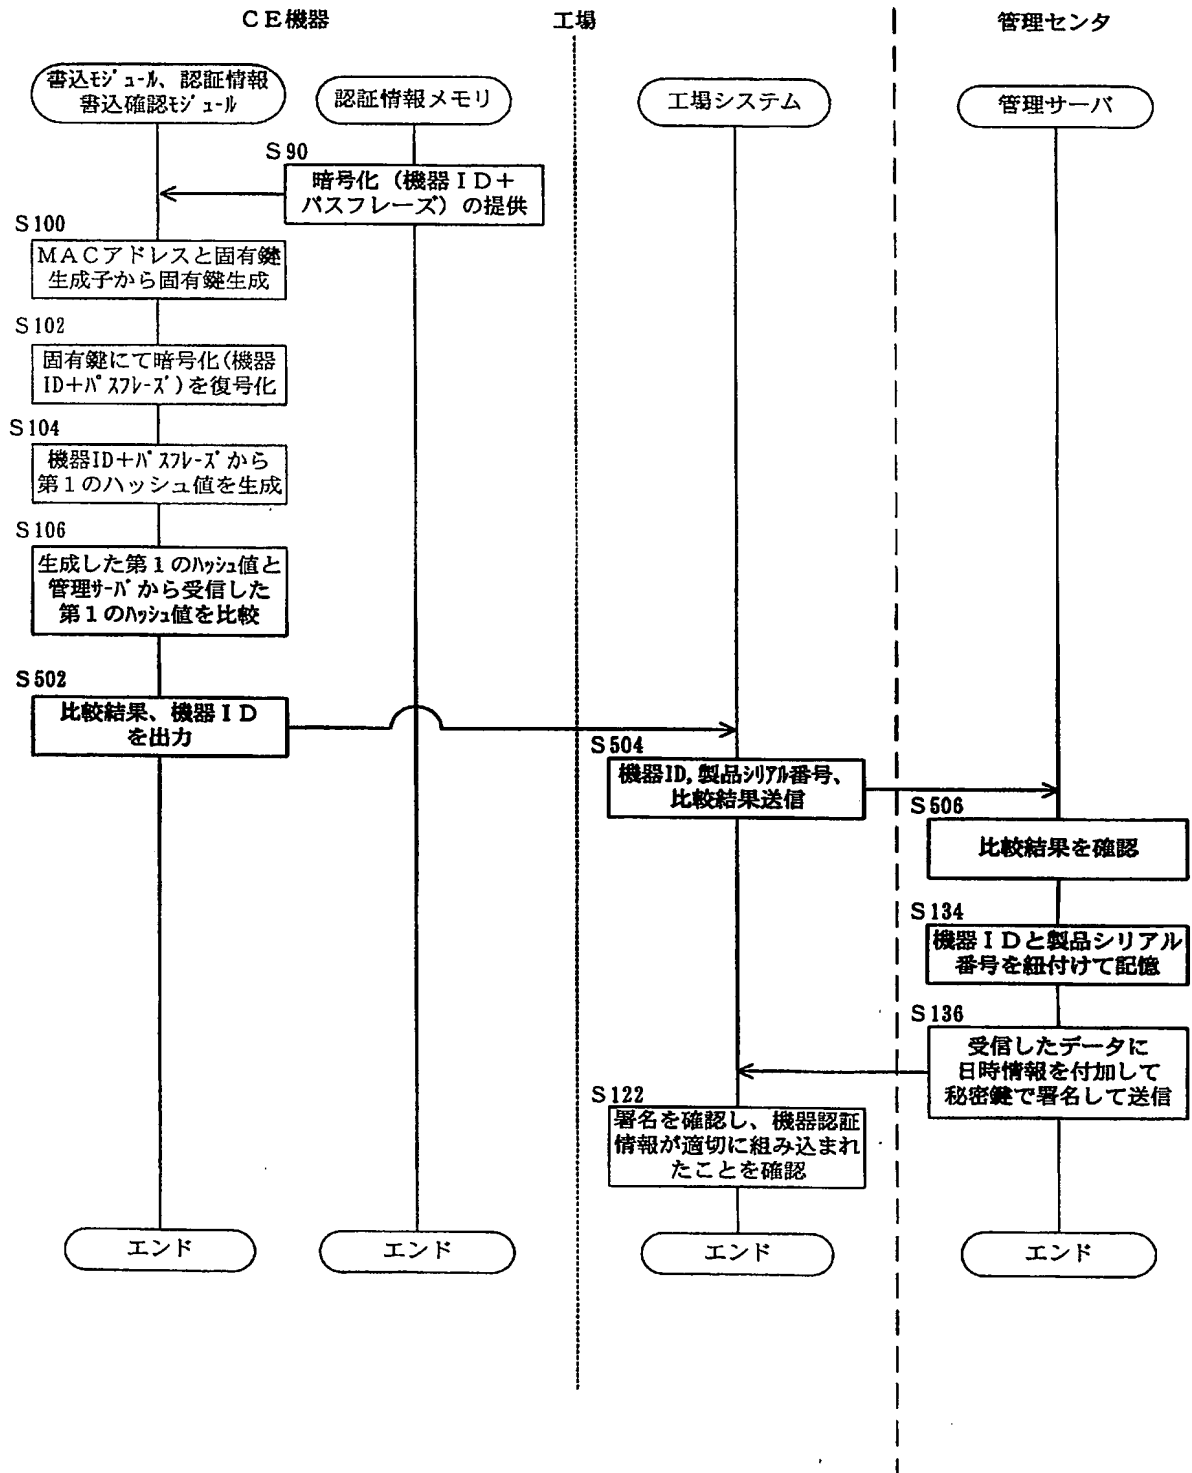 ＣＥ機器
工場
管理センタ
書込ﾓｼﾞｭｰﾙ、認証情報
書込確認ﾓｼﾞｭｰﾙ
認証情報メモリ
工場システム
管理サーバ
Ｓ90
暗号化（機器ＩＤ＋
パスフレーズ）の提供
Ｓ100
ＭＡＣアドレスと固有鍵
生成子から固有鍵生成
Ｓ102
固有鍵にて暗号化(機器
ID＋ﾊﾟｽﾌﾚｰｽﾞ)を復号化
Ｓ104
機器ID＋ﾊﾟｽﾌﾚｰｽﾞから
第１のハッシュ値を生成
Ｓ106
生成した第１のﾊｯｼｭ値と
管理ｻｰﾊﾞから受信した
第１のﾊｯｼｭ値を比較
Ｓ502
比較結果、機器ＩＤ
を出力
Ｓ504
機器ID,製品ｼﾘｱﾙ番号、
比較結果送信
Ｓ506
比較結果を確認
Ｓ134
機器ＩＤと製品シリアル
番号を紐付けて記憶
Ｓ136
受信したデータに
日時情報を付加して
秘密鍵で署名して送信
Ｓ122
署名を確認し、機器認証
情報が適切に組み込まれ
たことを確認
エンド
エンド
エンド
エンド